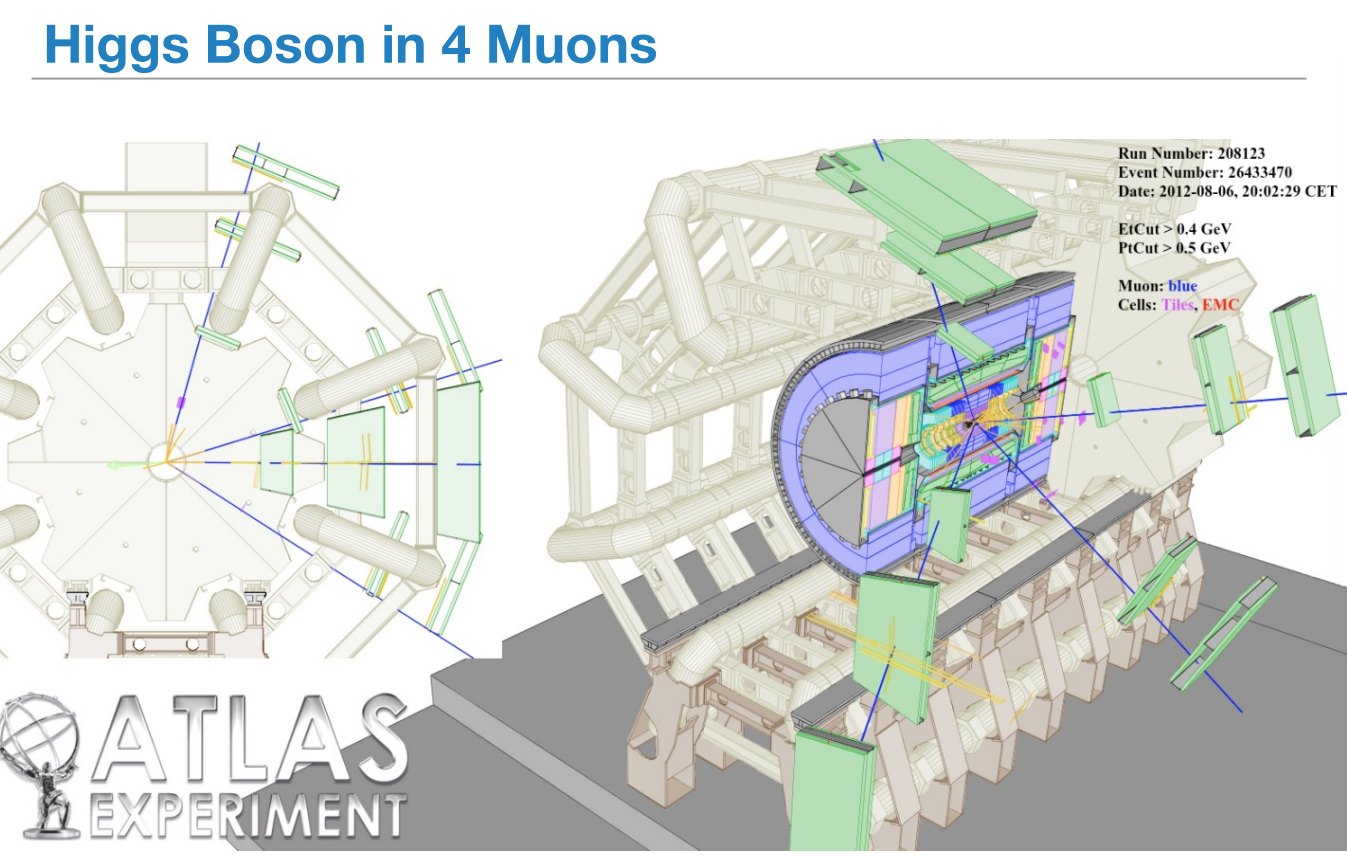 Higgs Boson in 4 Muons
Run Number: 208123
Event Number: 26433470
Date: 2012-08-06, 20:02:29 CET
EtCut > 0.4 GeV
PtCut > 0.5 GeV
Muon: blue
Cells: Tiles, EMC
ATLAS
EXPERIMENT